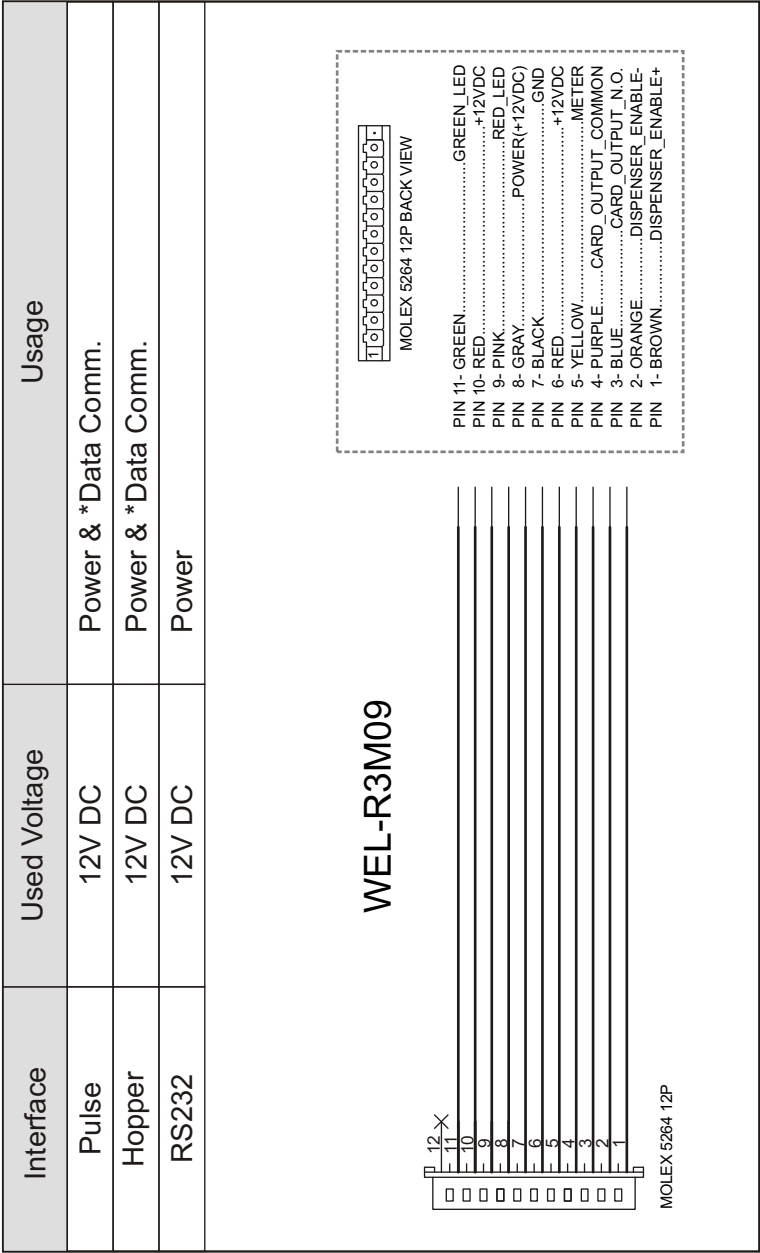 Interface Used Voltage Usage
Pulse 12V DC Power & *Data Comm.
Hopper 12V DC Power & *Data Comm.
RS232 12V DC Power
WEL-R3M09
12
11
10
9
8
7
6
5
4
3
2
1
MOLEX 5264 12P
1
MOLEX 5264 12P BACK VIEW
PIN 11- GREEN........................GREEN_LED
PIN 10- RED..............................+12VDC
PIN 9- PINK..............................RED_LED
PIN 8- GRAY..............POWER(+12VDC)
PIN 7- BLACK..................................GND
PIN 6- RED..............................+12VDC
PIN 5- YELLOW............................METER
PIN 4- PURPLE......CARD_OUTPUT_COMMON
PIN 3- BLUE..............CARD_OUTPUT_N.O.
PIN 2- ORANGE..........DISPENSER_ENABLE-
PIN 1- BROWN...........DISPENSER_ENABLE+